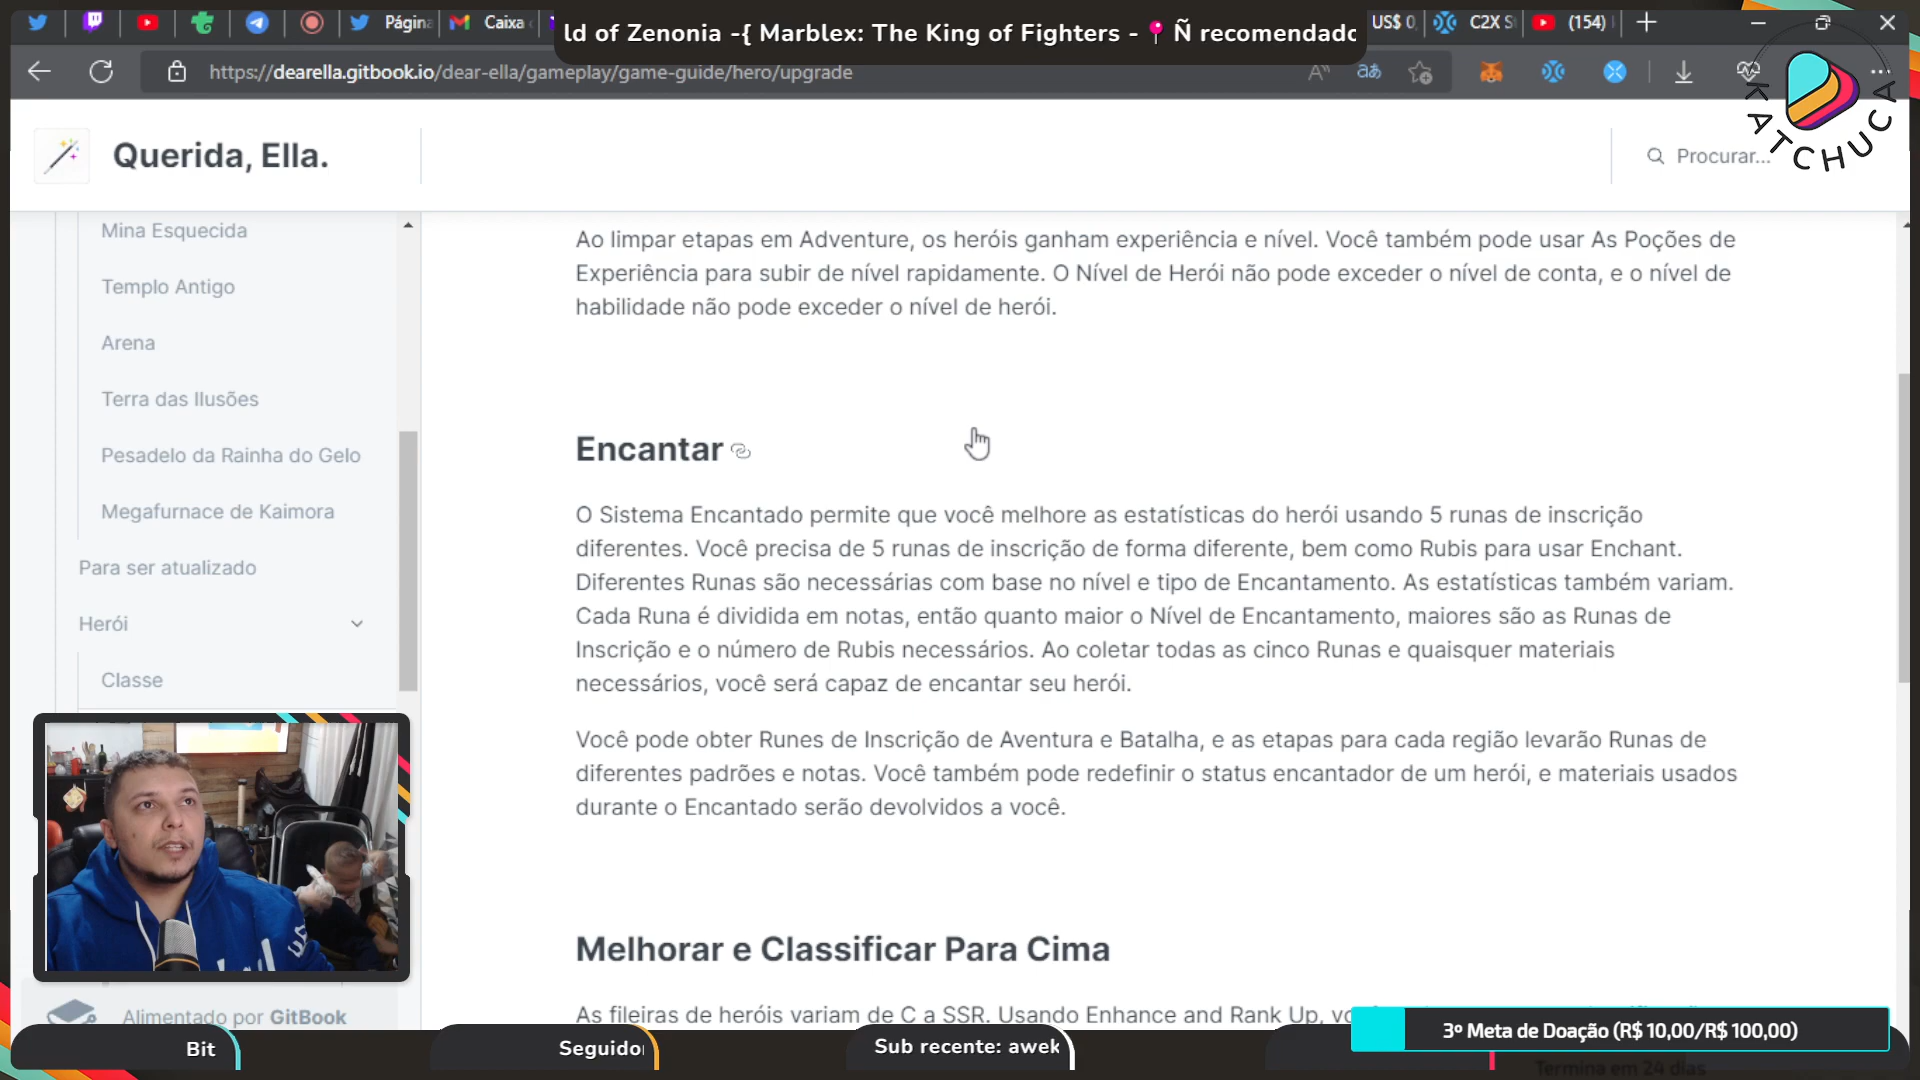 Página
Caixa
ld of Zenonia -{ Marblex: The King of Fighters - 📍 Ñ recomendado
US$ 0,
C2X S
(154)
https://dearella.gitbook.io/dear-ella/gameplay/game-guide/hero/upgrade
KATCHUCA
Querida, Ella.
Procurar...
Mina Esquecida
Templo Antigo
Arena
Terra das Ilusões
Pesadelo da Rainha do Gelo
Megafurnace de Kaimora
Para ser atualizado
Herói
Classe
Alimentado por GitBook
Ao limpar etapas em Adventure, os heróis ganham experiência e nível. Você também pode usar As Poções de
Experiência para subir de nível rapidamente. O Nível de Herói não pode exceder o nível de conta, e o nível de
habilidade não pode exceder o nível de herói.
Encantar
O Sistema Encantado permite que você melhore as estatísticas do herói usando 5 runas de inscrição
diferentes. Você precisa de 5 runas de inscrição de forma diferente, bem como Rubis para usar Enchant.
Diferentes Runas são necessárias com base no nível e tipo de Encantamento. As estatísticas também variam.
Cada Runa é dividida em notas, então quanto maior o Nível de Encantamento, maiores são as Runas de
Inscrição e o número de Rubis necessários. Ao coletar todas as cinco Runas e quaisquer materiais
necessários, você será capaz de encantar seu herói.
Você pode obter Runes de Inscrição de Aventura e Batalha, e as etapas para cada região levarão Runas de
diferentes padrões e notas. Você também pode redefinir o status encantador de um herói, e materiais usados
durante o Encantado serão devolvidos a você.
Melhorar e Classificar Para Cima
As fileiras de heróis variam de C a SSR. Usando Enhance and Rank Up, vo
3º Meta de Doação (R$ 10,00/R$ 100,00)
Bit
Seguido
Sub recente: awek
Termina em 24 dias